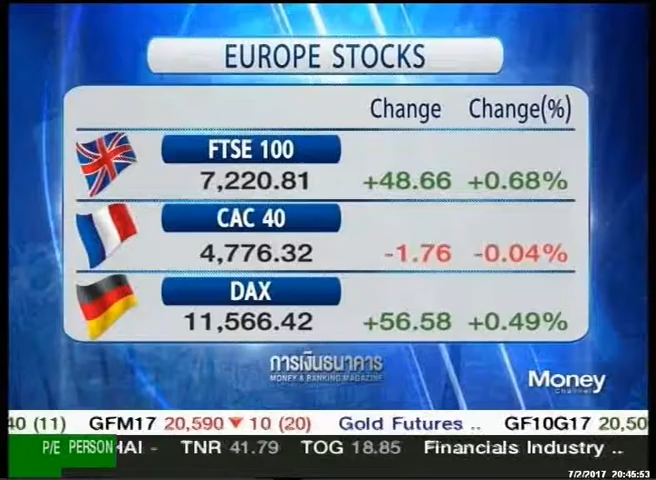 EUROPE STOCKS
Change Change(%)
FTSE 100
7,220.81 +48.66 +0.68%
CAC 40
4,776.32 -1.76 -0.04%
DAX
11,566.42 +56.58 +0.49%
การเงินธนาคาร
MONEY & BANKING MAGAZINE
Money
Channel
40 (11) GFM17 20,590 ▼ 10 (20) Gold Futures .. GF10G17 20,50
P/E PERSON HAI - TNR 41.79 TOG 18.85 Financials Industry ..
7/2/2017 20:45:53